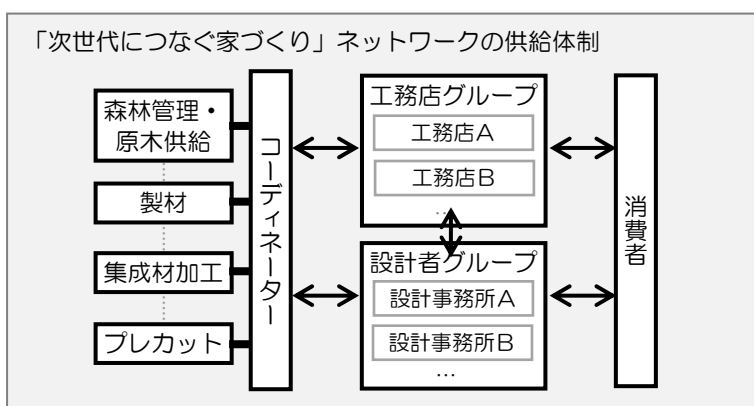 「次世代につなぐ家づくり」ネットワークの供給体制
森林管理・
原木供給
製材
集成材加工
プレカット
コーディネーター
工務店グループ
工務店A
工務店B
…
設計者グループ
設計事務所A
設計事務所B
…
消費者